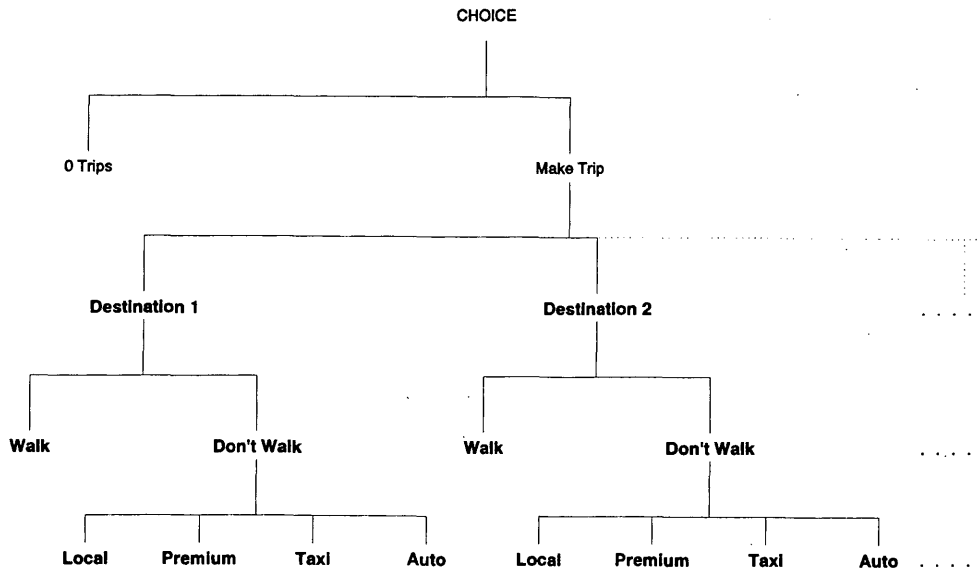 CHOICE
0 Trips Make Trip
Destination 1 Destination 2 . . . .
Walk Don't Walk Walk Don't Walk . . . .
Local Premium Taxi Auto Local Premium Taxi Auto . . . .